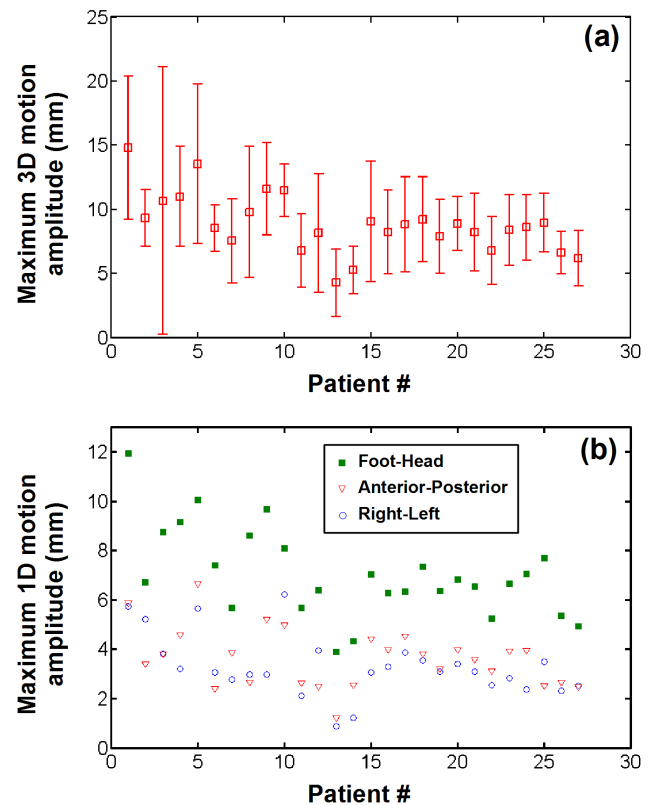 (a)
Maximum 3D motion
amplitude (mm)
25
20
15
10
5
0
0 5 10 15 20 25 30
Patient #
(b)
Maximum 1D motion
amplitude (mm)
12
10
8
6
4
2
0
Foot-Head
Anterior-Posterior
Right-Left
0 5 10 15 20 25 30
Patient #